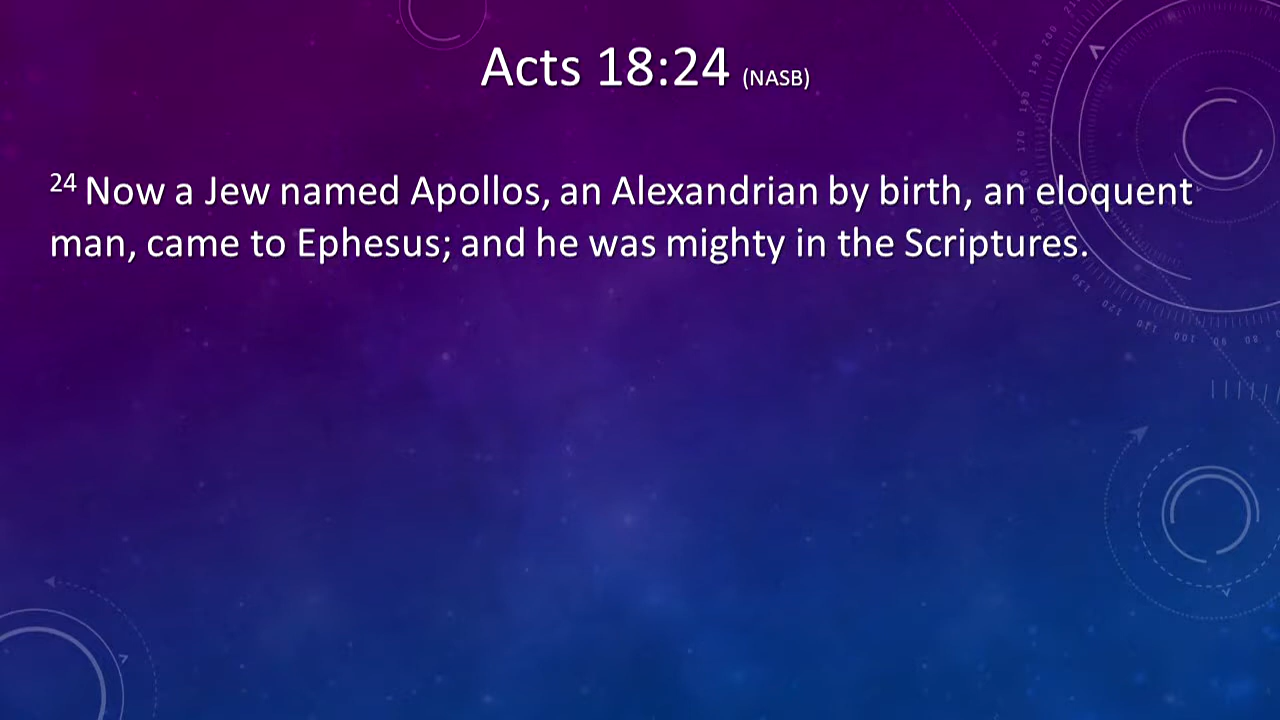 Acts 18:24 (NASB)
24 Now a Jew named Apollos, an Alexandrian by birth, an eloquent
man, came to Ephesus; and he was mighty in the Scriptures.